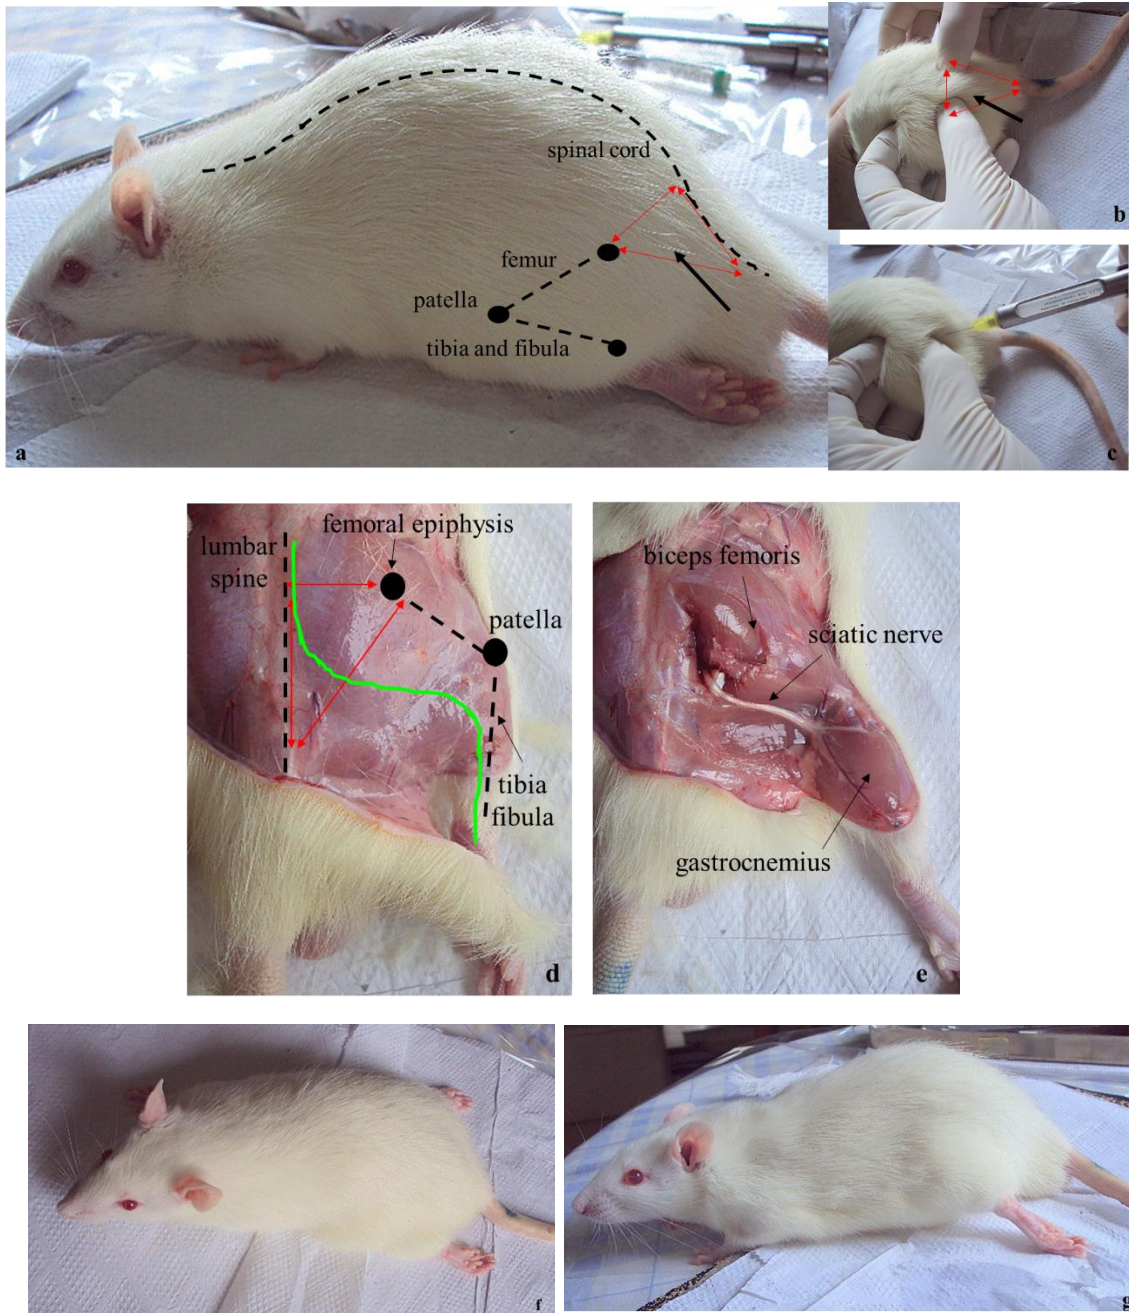 spinal cord
femur
patella
tibia and fibula
a
b
c
lumbar
spine
femoral epiphysis
patella
tibia
fibula
d
biceps femoris
sciatic nerve
gastrocnemius
e
f
g